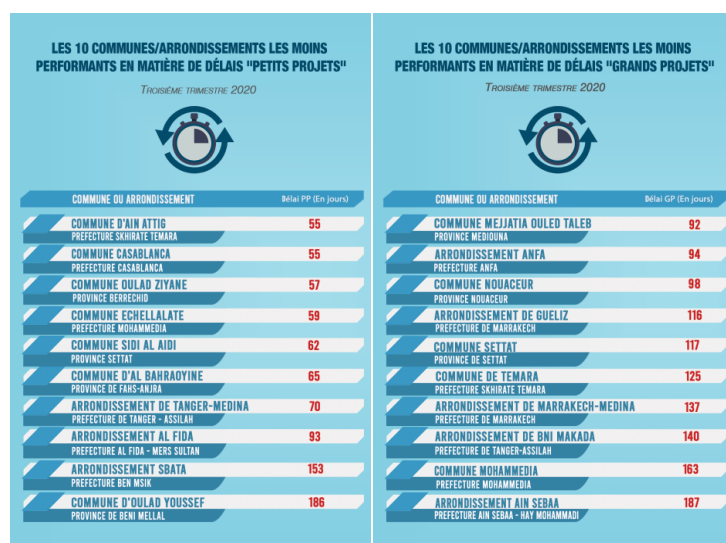 LES 10 COMMUNES/ARRONDISSEMENTS LES MOINS
PERFORMANTS EN MATIÈRE DE DÉLAIS "PETITS PROJETS"
TROISIÈME TRIMESTRE 2020
COMMUNE OU ARRONDISSEMENT Délai PP (En jours)
COMMUNE D'AIN ATTIG 55
PREFECTURE SKHIRATE TEMARA
COMMUNE CASABLANCA 55
PREFECTURE CASABLANCA
COMMUNE OULAD ZIYANE 57
PROVINCE BERRECHID
COMMUNE ECHELLALATE 59
PREFECTURE MOHAMMEDIA
COMMUNE SIDI AL AIDI 62
PROVINCE SETTAT
COMMUNE D'AL BAHRAOYINE 65
PROVINCE DE FAHS-ANJRA
ARRONDISSEMENT DE TANGER-MEDINA 70
PREFECTURE DE TANGER - ASSILAH
ARRONDISSEMENT AL FIDA 93
PREFECTURE AL FIDA - MERS SULTAN
ARRONDISSEMENT SBATA 153
PREFECTURE BEN MSIK
COMMUNE D'OULAD YOUSSEF 186
PROVINCE DE BENI MELLAL
LES 10 COMMUNES/ARRONDISSEMENTS LES MOINS
PERFORMANTS EN MATIÈRE DE DÉLAIS "GRANDS PROJETS"
TROISIÈME TRIMESTRE 2020
COMMUNE OU ARRONDISSEMENT Délai GP (En jours)
COMMUNE MEJJATIA OULED TALEB 92
PROVINCE MEDIOUNA
ARRONDISSEMENT ANFA 94
PREFECTURE ANFA
COMMUNE NOUACEUR 98
PROVINCE NOUACEUR
ARRONDISSEMENT DE GUELIZ 116
PREFECTURE DE MARRAKECH
COMMUNE SETTAT 117
PROVINCE DE SETTAT
COMMUNE DE TEMARA 125
PREFECTURE SKHIRATE TEMARA
ARRONDISSEMENT DE MARRAKECH-MEDINA 137
PREFECTURE DE MARRAKECH
ARRONDISSEMENT DE BNI MAKADA 140
PREFECTURE DE TANGER-ASSILAH
COMMUNE MOHAMMEDIA 163
PREFECTURE MOHAMMEDIA
ARRONDISSEMENT AIN SEBAA 187
PREFECTURE AIN SEBAA - HAY MOHAMMADI